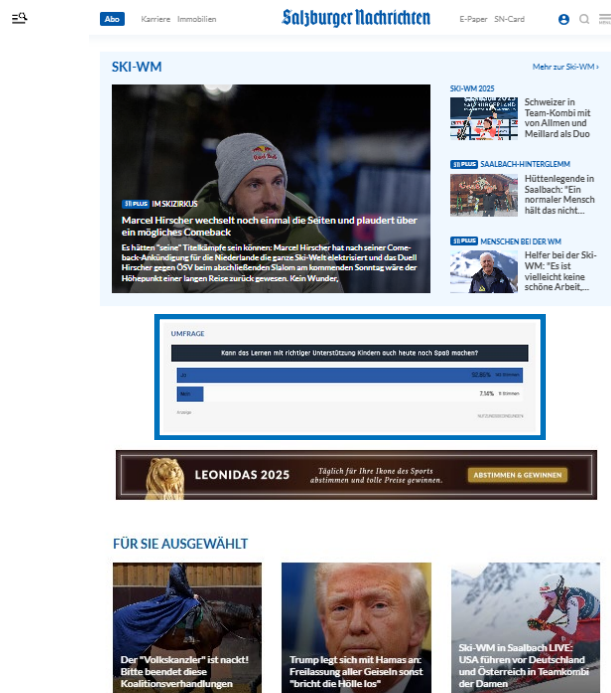 Abo
Karriere Immobilien
Salzburger Nachrichten
E-Paper SN-Card
MENÜ
SKI-WM
Mehr zur Ski-WM ›
PLUS IM SKIZIRKUS
Marcel Hirscher wechselt noch einmal die Seiten und plaudert über
ein mögliches Comeback
Es hätten "seine" Titelkämpfe sein können: Marcel Hirscher hat nach seiner Come-
back-Ankündigung für die Niederlande die ganze Ski-Welt elektrisiert und das Duell
Hirscher gegen ÖSV beim abschließenden Slalom am kommenden Sonntag wäre der
Höhepunkt einer langen Reise zurück gewesen. Kein Wunder,
SKI-WM 2025
Schweizer in
Team-Kombi mit
von Allmen und
Meillard als Duo
PLUS SAALBACH-HINTERGLEMM
Hüttenlegende in
Saalbach: "Ein
normaler Mensch
hält das nicht...
PLUS MENSCHEN BEI DER WM
Helfer bei der Ski-
WM: "Es ist
vielleicht keine
schöne Arbeit,...
UMFRAGE
Kann das Lernen mit richtiger Unterstützung Kindern auch heute noch Spaß machen?
Ja
92.86%
Stimmen
Nein
7.14%
Stimmen
Anzeige
NUTZUNGSBEDINGUNGEN
LEONIDAS 2025
Täglich für Ihre Ikone des Sports
abstimmen und tolle Preise gewinnen.
ABSTIMMEN & GEWINNEN
FÜR SIE AUSGEWÄHLT
Der "Volkskanzler" ist nackt!
Bitte beendet diese
Koalitionsverhandlungen
Trump legt sich mit Hamas an:
Freilassung aller Geiseln sonst
"bricht die Hölle los"
Ski-WM in Saalbach LIVE:
USA führen vor Deutschland
und Österreich in Teamkombi
der Damen